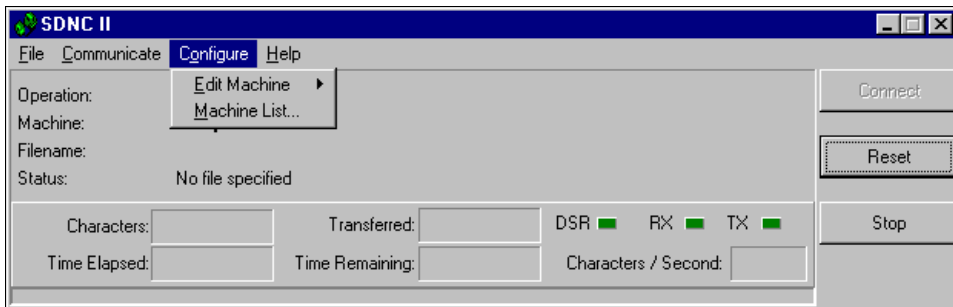 SDNC II
File Communicate Configure Help
Edit Machine
Machine List...
Operation:
Machine:
Filename:
Status: No file specified
Connect
Reset
Stop
Characters: Transferred: DSR RX TX
Time Elapsed: Time Remaining: Characters / Second: